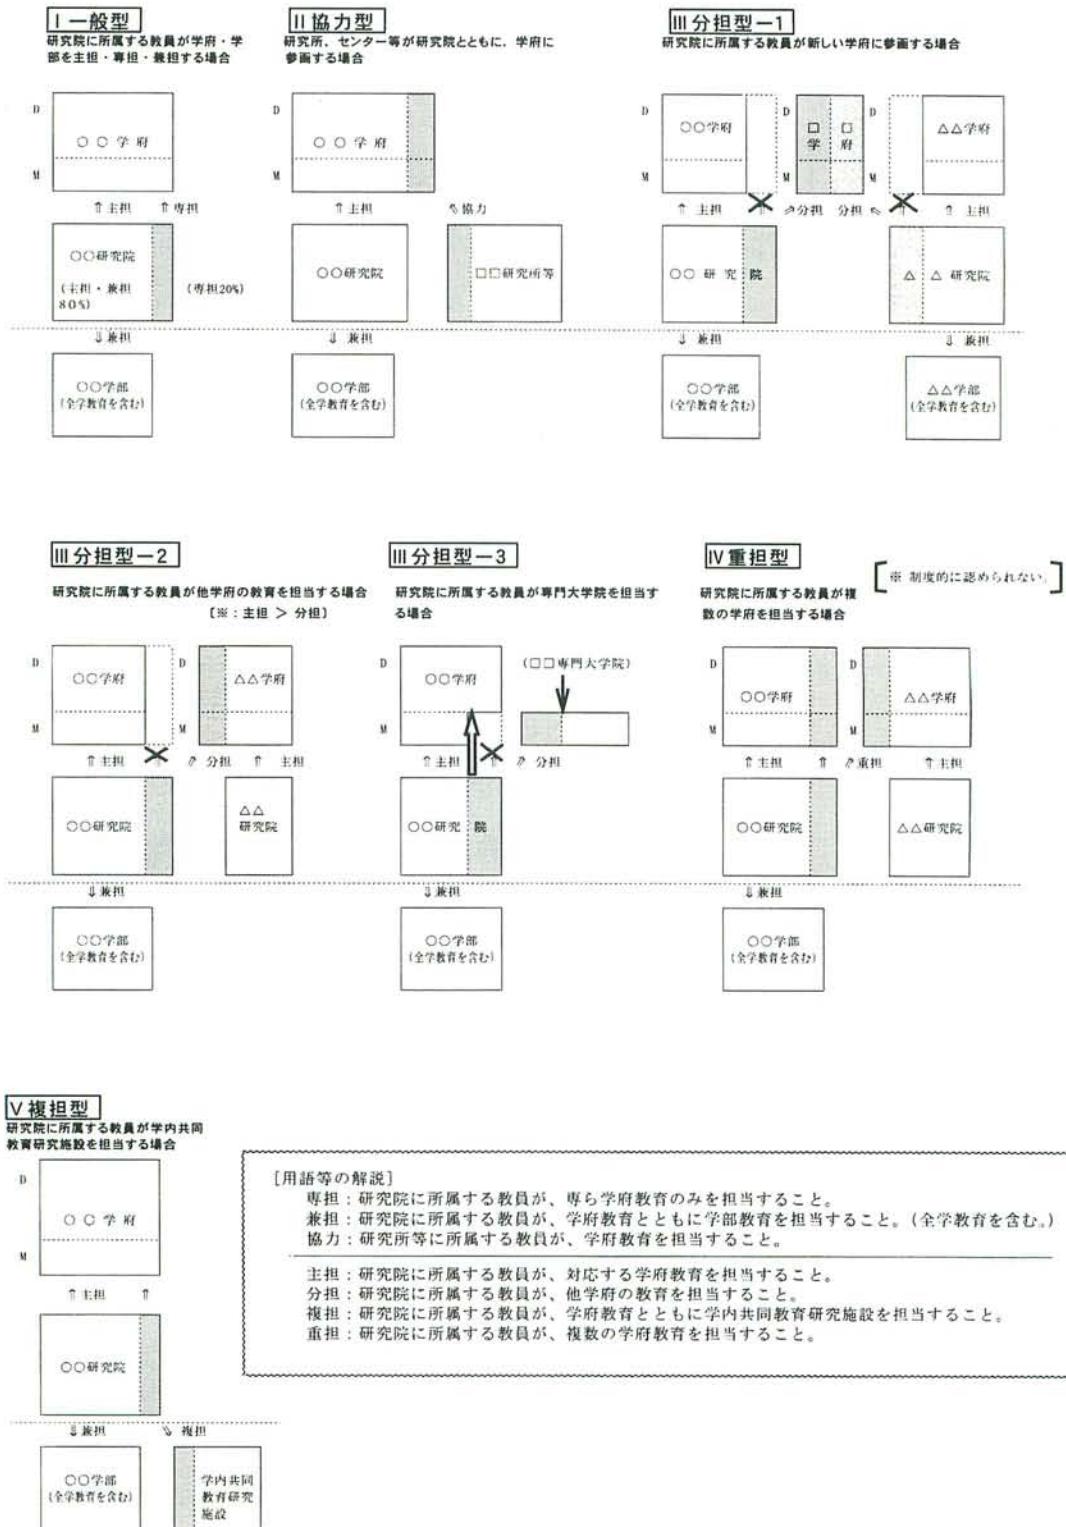 Ⅰ 一般型
研究院に所属する教員が学府・学
部を主担・専担・兼担する場合
D
○ ○ 学 府
M
⇑ 主担 ⇑ 専担
○○研究院
(主担・兼担
80%)
(専担20%)
⇓ 兼担
○○学部
(全学教育を含む)
Ⅱ 協力型
研究所、センター等が研究院とともに、学府に
参画する場合
D
○ ○ 学 府
M
⇑ 主担 ⇖ 協力
○○研究院
□□研究所等
⇓ 兼担
○○学部
(全学教育を含む)
Ⅲ 分担型ー1
研究院に所属する教員が新しい学府に参画する場合
D
○○学府
M
D
□ □
学 府
M
D
△△学府
M
⇑ 主担 ⇑ ⇗分担 分担 ⇖ ⇑ ⇑ 主担
○○ 研 究 院
△ △ 研究院
⇓ 兼担
⇓ 兼担
○○学部
(全学教育を含む)
△△学部
(全学教育を含む)
Ⅲ 分担型ー2
研究院に所属する教員が他学府の教育を担当する場合
〔※：主担 ＞ 分担〕
D
○○学府
M
D
△△学府
M
⇑ 主担 ⇑ ⇗ 分担 ⇑ 主担
○○研究院
△△
研究院
⇓兼担
○○学部
(全学教育を含む)
Ⅲ 分担型ー3
研究院に所属する教員が専門大学院を担当す
る場合
D
○○学府
M
(□□専門大学院)
⇑ 主担 ⇑ ⇗ 分担
○○研究 院
⇓兼担
○○学部
(全学教育を含む)
Ⅳ 重担型
[※ 制度的に認められない。]
研究院に所属する教員が複
数の学府を担当する場合
D
○○学府
M
D
△△学府
M
⇑ 主担 ⇑ ⇗重担 ⇑ 主担
○○研究院
△△研究院
⇓兼担
○○学部
(全学教育を含む)
Ⅴ 複担型
研究院に所属する教員が学内共同
教育研究施設を担当する場合
D
○ ○ 学 府
M
⇑ 主担 ⇑
○○研究院
⇓ 兼担 ⇘ 複担
○○学部
(全学教育を含む)
学内共同
教育研究
施設
[用語等の解説]
専担：研究院に所属する教員が、専ら学府教育のみを担当すること。
兼担：研究院に所属する教員が、学府教育とともに学部教育を担当すること。(全学教育を含む。)
協力：研究所等に所属する教員が、学府教育を担当すること。
主担：研究院に所属する教員が、対応する学府教育を担当すること。
分担：研究院に所属する教員が、他学府の教育を担当すること。
複担：研究院に所属する教員が、学府教育とともに学内共同教育研究施設を担当すること。
重担：研究院に所属する教員が、複数の学府教育を担当すること。